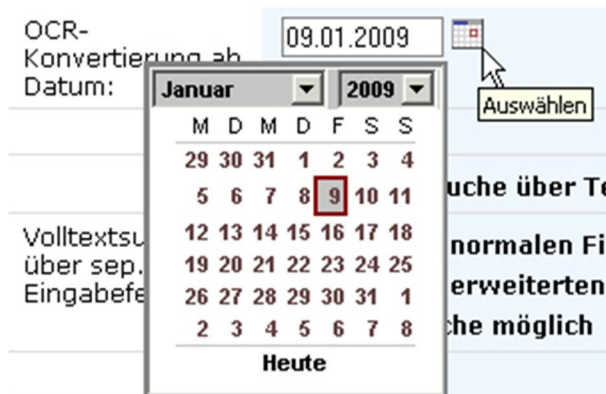 OCR-
Konvertierung ab
Datum:
09.01.2009
Auswählen
Januar 2009
M D M D F S S
29 30 31 1 2 3 4
5 6 7 8 9 10 11
12 13 14 15 16 17 18
19 20 21 22 23 24 25
26 27 28 29 30 31 1
2 3 4 5 6 7 8
Heute
uche über Te
Volltextsu
über sep.
Eingabefe
normalen Fi
erweiterten
che möglich